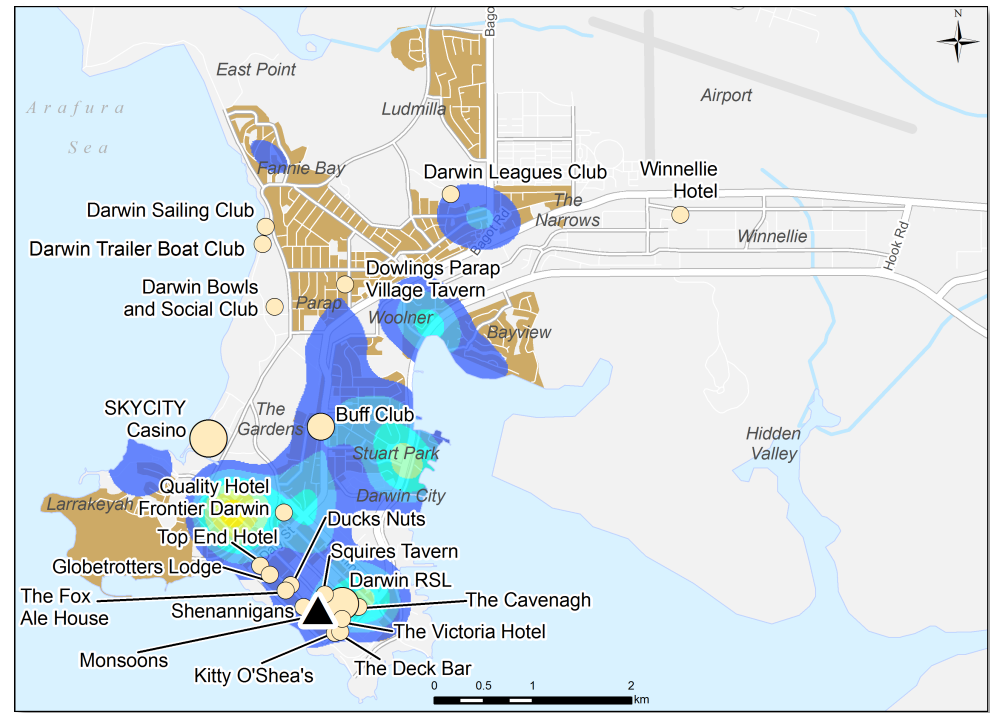 N
Bago
East Point
Arafura
Sea
Ludmilla
Airport
Fannie Bay
Darwin Leagues Club
Winnellie
Hotel
The
Narrows
Darwin Sailing Club
Bagot Rd
Winnellie
Hook Rd
Darwin Trailer Boat Club
Dowlings Parap
Village Tavern
Darwin Bowls
and Social Club
Parap
Woolner
Bayview
SKYCITY
Casino
The
Gardens
Buff Club
Stuart Park
Hidden
Valley
Quality Hotel
Frontier Darwin
Larrakeyah
Darwin City
Ducks Nuts
Top End Hotel
Squires Tavern
Globetrotters Lodge
Darwin RSL
The Fox
Ale House
Shenannigans
The Cavenagh
The Victoria Hotel
Monsoons
Kitty O'Shea's
The Deck Bar
0 0.5 1 2
km